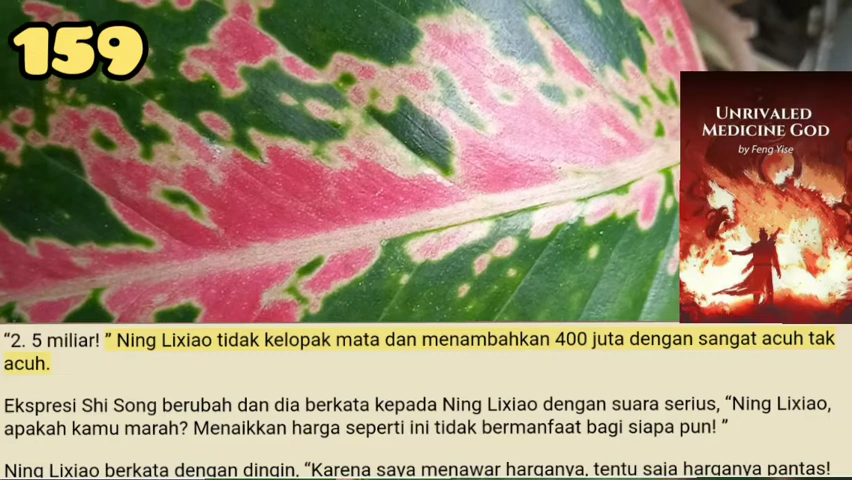 159
UNRIVALED
MEDICINE GOD
by Feng Yise
“2. 5 miliar! ” Ning Lixiao tidak kelopak mata dan menambahkan 400 juta dengan sangat acuh tak
acuh.
Ekspresi Shi Song berubah dan dia berkata kepada Ning Lixiao dengan suara serius, “Ning Lixiao,
apakah kamu marah? Menaikkan harga seperti ini tidak bermanfaat bagi siapa pun! ”
Ning Lixiao berkata dengan dingin, “Karena saya menawar harganya, tentu saja harganya pantas!